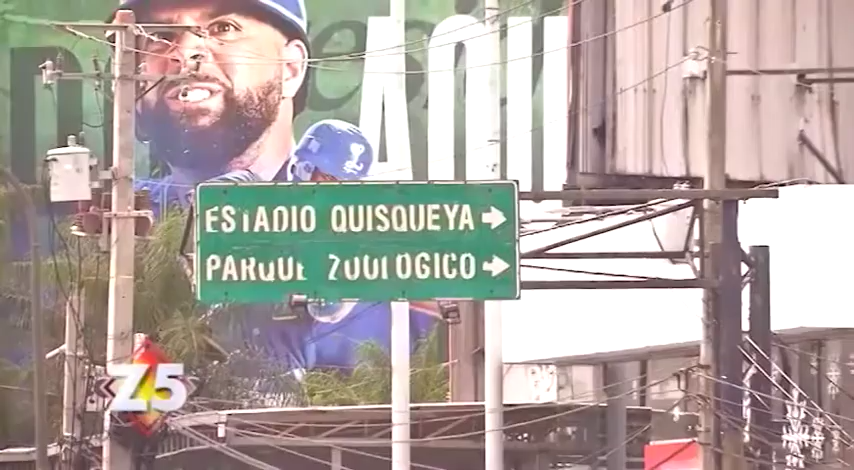 ESTADIO QUISQUEYA →
PARQUE ZOOLOGICO →
Z5